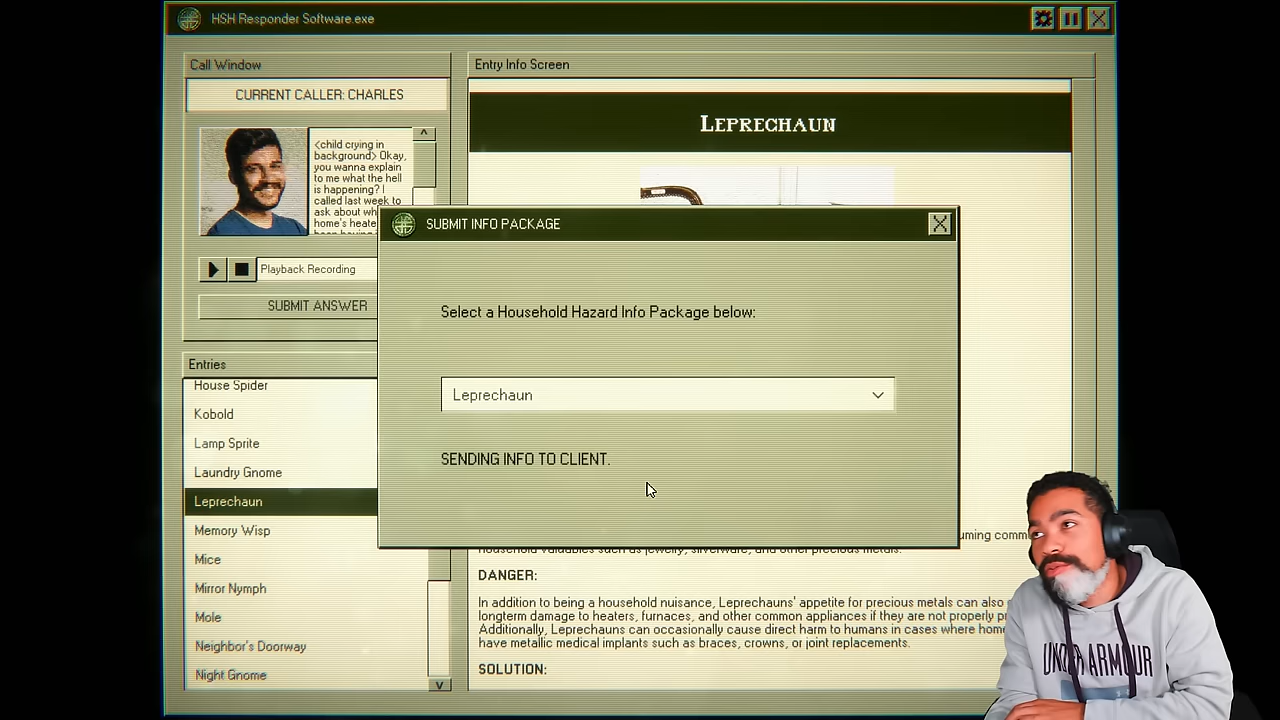 HSH Responder Software.exe
Call Window
CURRENT CALLER: CHARLES
<child crying in
background> Okay,
you wanna explain
to me what the hell
is happening? I
called last week to
ask about
home's
Playback Recording
SUBMIT ANSWER
Entries
House Spider
Kobold
Lamp Sprite
Laundry Gnome
Leprechaun
Memory Wisp
Mice
Mirror Nymph
Mole
Neighbor's Doorway
Night Gnome
Entry Info Screen
Leprechaun
SUBMIT INFO PACKAGE
Select a Household Hazard Info Package below:
Leprechaun
SENDING INFO TO CLIENT.
household valuables such as jewelry, silverware, and other precious metals.
DANGER:
In addition to being a household nuisance, Leprechauns' appetite for precious metals can also
longterm damage to heaters, furnaces, and other common appliances if they are not properly
Additionally, Leprechauns can occasionally cause direct harm to humans in cases where
have metallic medical implants such as braces, crowns, or joint replacements.
SOLUTION:
UNDER ARMOUR